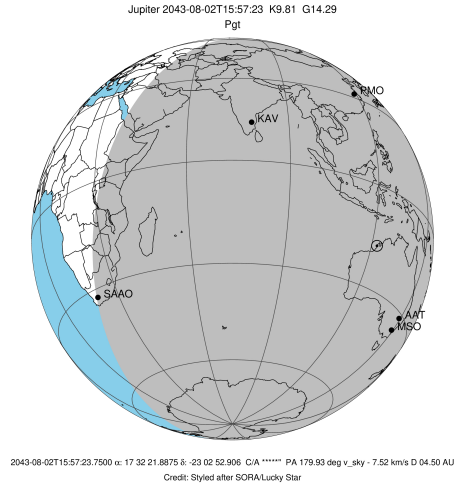 Jupiter 2043-08-02T15:57:23 K9.81 G14.29
Pgt
PMO
KAV
SAAO
AAT
MSO
2043-08-02T15:57:23.7500 α: 17 32 21.8875 δ: -23 02 52.906 C/A *****" PA 179.93 deg v_sky - 7.52 km/s D 04.50 AU
Credit: Styled after SORA/Lucky Star